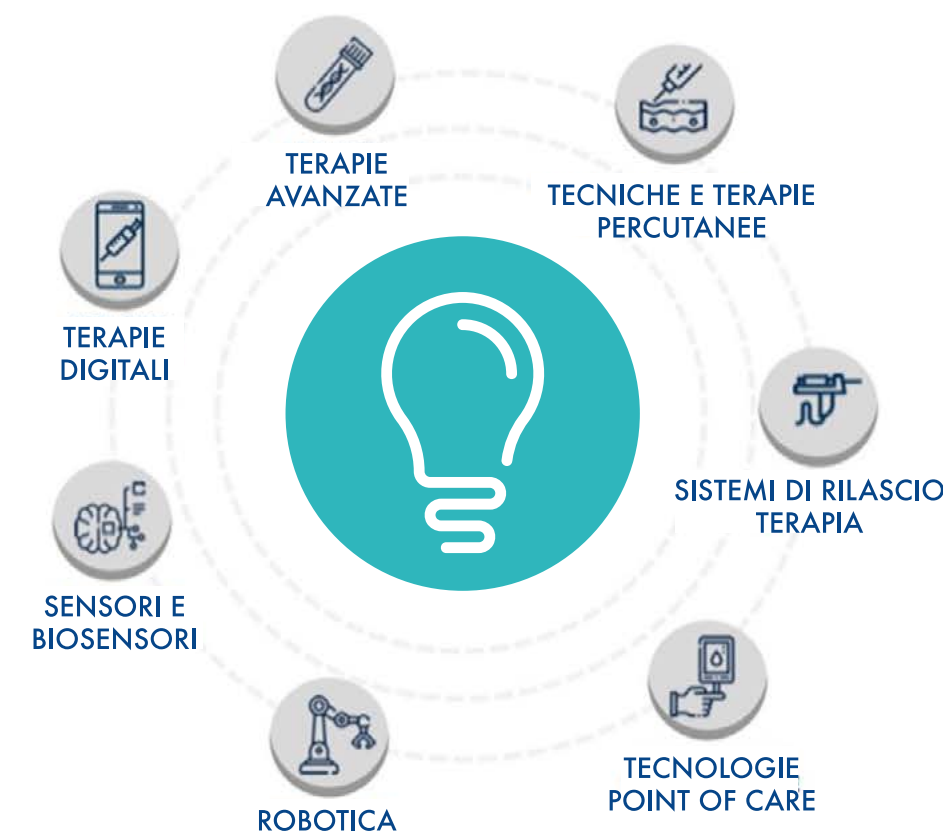 TERAPIE
AVANZATE
TECNICHE E TERAPIE
PERCUTANEE
TERAPIE
DIGITALI
SISTEMI DI RILASCIO
TERAPIA
SENSORI E
BIOSENSORI
TECNOLOGIE
POINT OF CARE
ROBOTICA